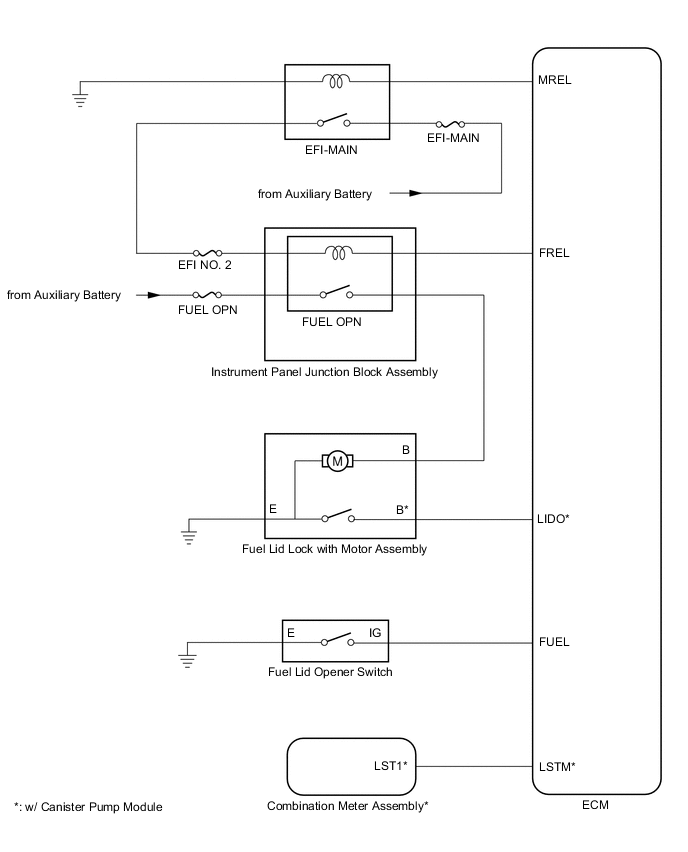 MREL
EFI-MAIN
EFI-MAIN
from Auxiliary Battery
FREL
EFI NO. 2
from Auxiliary Battery
FUEL OPN
FUEL OPN
Instrument Panel Junction Block Assembly
B
M
E
B*
LIDO*
Fuel Lid Lock with Motor Assembly
E
IG
FUEL
Fuel Lid Opener Switch
LST1*
LSTM*
*: w/ Canister Pump Module
Combination Meter Assembly*
ECM